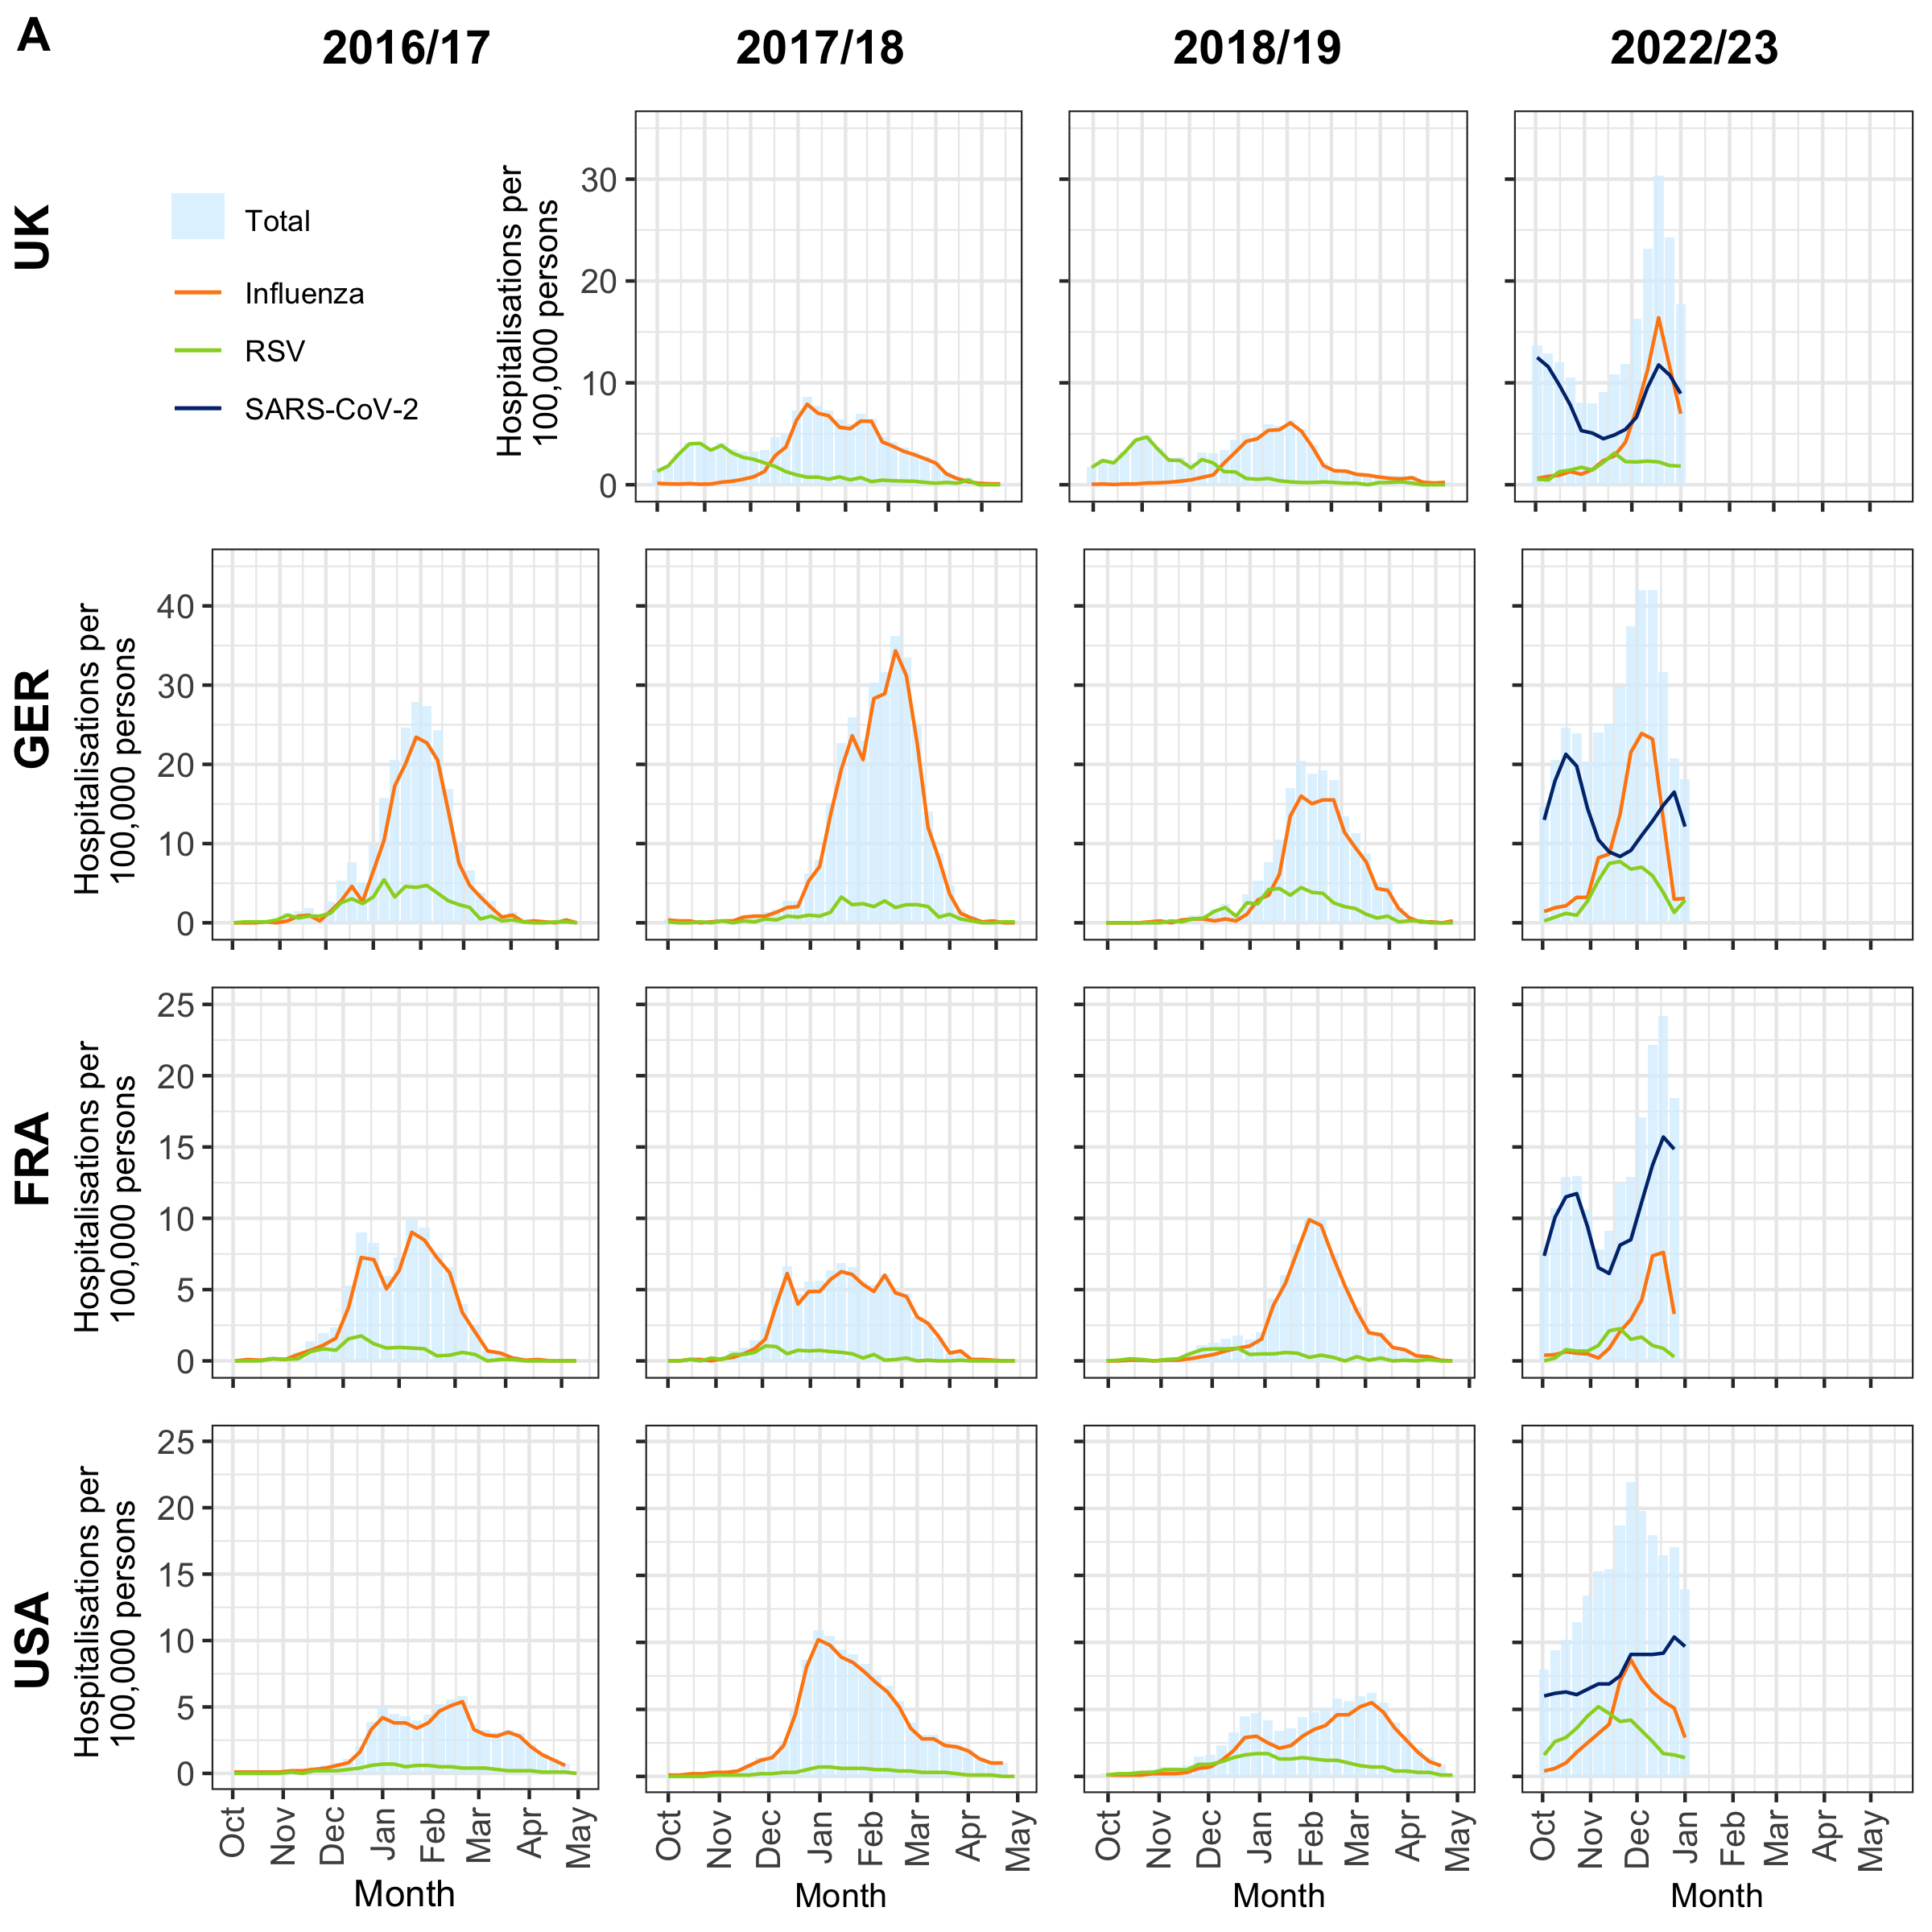 A
2016/17
2017/18
2018/19
2022/23
UK
Total
Influenza
RSV
SARS-CoV-2
Hospitalisations per
100,000 persons
30
20
10
0
GER
Hospitalisations per
100,000 persons
40
30
20
10
0
FRA
Hospitalisations per
100,000 persons
25
20
15
10
5
0
USA
Hospitalisations per
100,000 persons
25
20
15
10
5
0
Oct Nov Dec Jan Feb Mar Apr May
Oct Nov Dec Jan Feb Mar Apr May
Oct Nov Dec Jan Feb Mar Apr May
Oct Nov Dec Jan Feb Mar Apr May
Month
Month
Month
Month